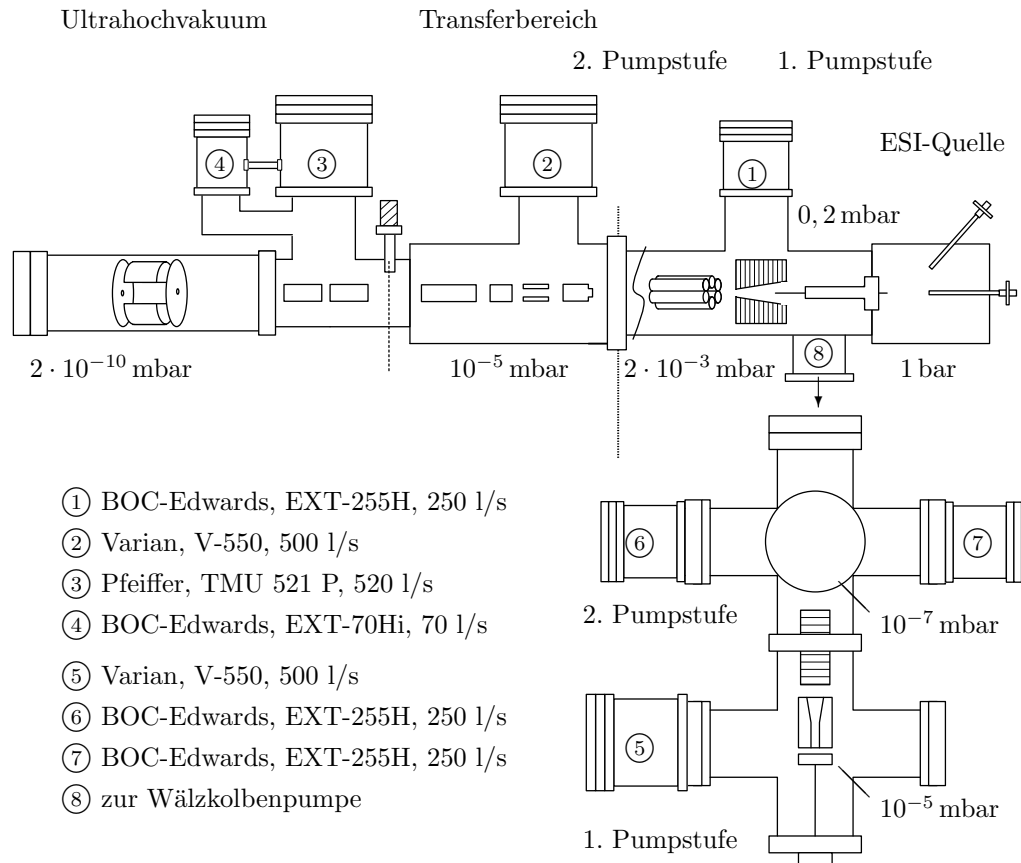 Ultrahochvakuum
Transferbereich
2. Pumpstufe
1. Pumpstufe
ESI-Quelle
4
3
2
1
0, 2 mbar
2 · 10⁻¹⁰ mbar
10⁻⁵ mbar
2 · 10⁻³ mbar
8
1 bar
① BOC-Edwards, EXT-255H, 250 l/s
② Varian, V-550, 500 l/s
③ Pfeiffer, TMU 521 P, 520 l/s
④ BOC-Edwards, EXT-70Hi, 70 l/s
⑤ Varian, V-550, 500 l/s
⑥ BOC-Edwards, EXT-255H, 250 l/s
⑦ BOC-Edwards, EXT-255H, 250 l/s
⑧ zur Wälzkolbenpumpe
6
7
2. Pumpstufe
10⁻⁷ mbar
5
10⁻⁵ mbar
1. Pumpstufe